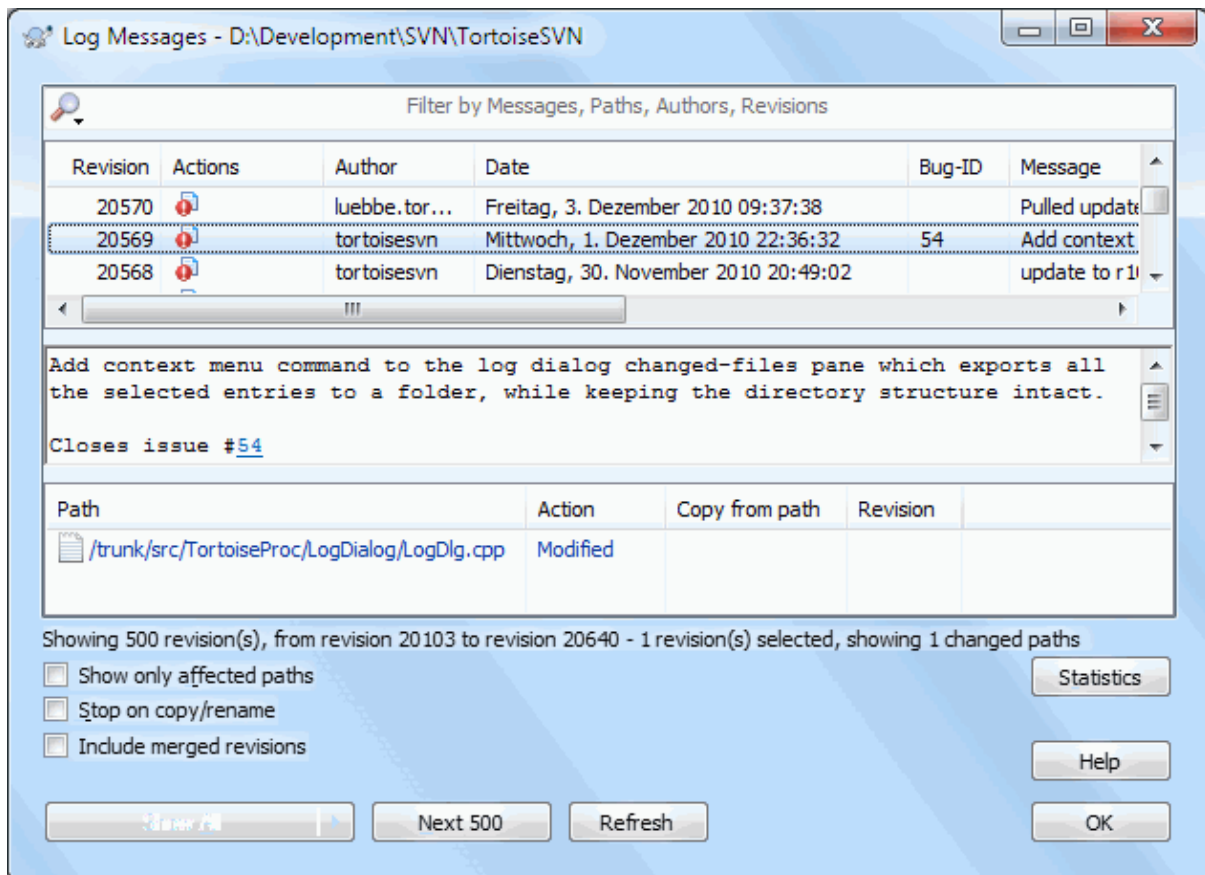 Log Messages - D:\Development\SVN\TortoiseSVN
Filter by Messages, Paths, Authors, Revisions
Revision Actions Author Date Bug-ID Message
20570 luebbe.tor... Freitag, 3. Dezember 2010 09:37:38 Pulled update
20569 tortoisesvn Mittwoch, 1. Dezember 2010 22:36:32 54 Add context
20568 tortoisesvn Dienstag, 30. November 2010 20:49:02 update to
Add context menu command to the log dialog changed-files pane which exports all
the selected entries to a folder, while keeping the directory structure intact.
Closes issue #54
Path Action Copy from path Revision
/trunk/src/TortoiseProc/LogDialog/LogDlg.cpp Modified
Showing 500 revision(s), from revision 20103 to revision 20640 - 1 revision(s) selected, showing 1 changed paths
Show only affected paths
Statistics
Stop on copy/rename
Include merged revisions
Help
Show All
Next 500
Refresh
OK